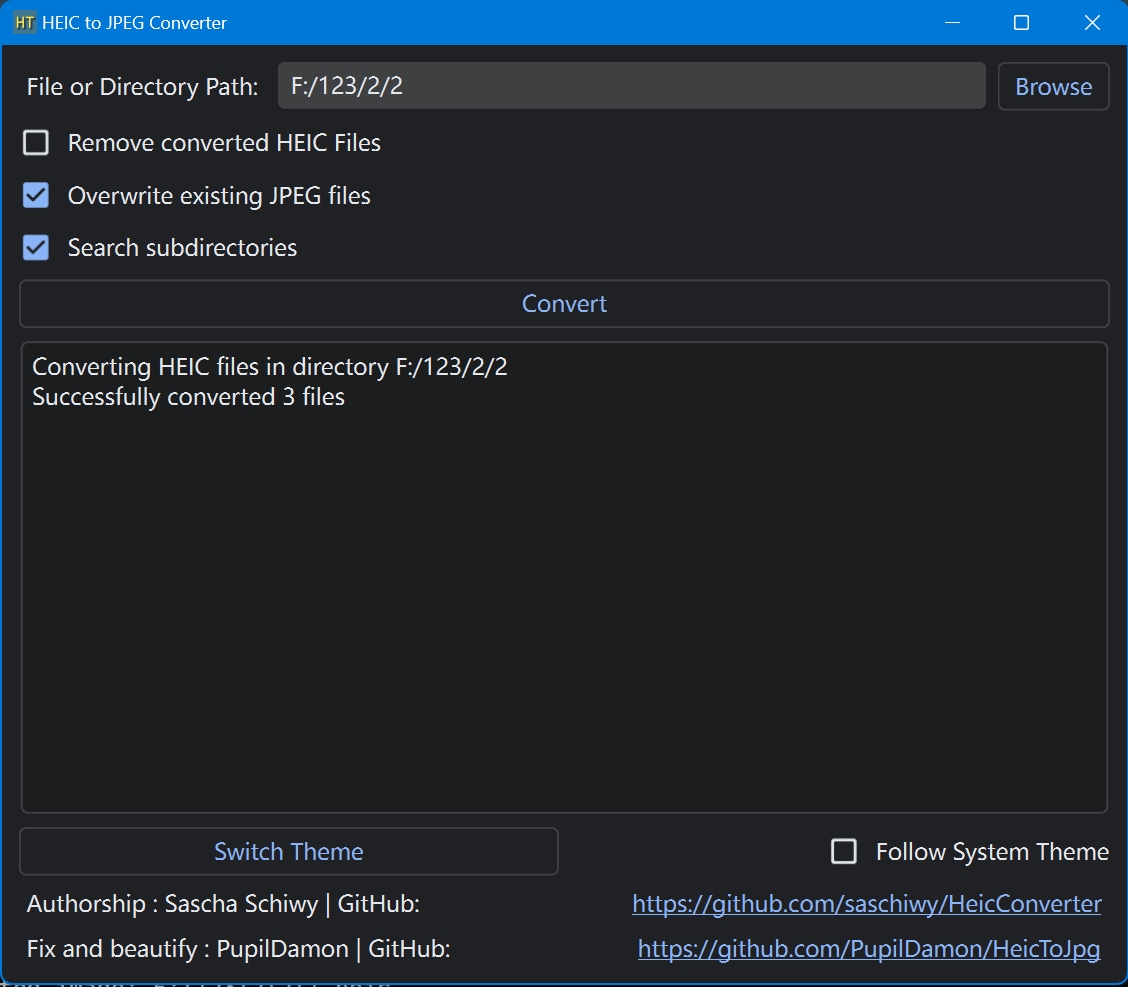 HT HEIC to JPEG Converter
File or Directory Path: F:/123/2/2 Browse
Remove converted HEIC Files
Overwrite existing JPEG files
Search subdirectories
Convert
Converting HEIC files in directory F:/123/2/2
Successfully converted 3 files
Switch Theme Follow System Theme
Authorship : Sascha Schiwy | GitHub: https://github.com/saschiwy/HeicConverter
Fix and beautify : PupilDamon | GitHub: https://github.com/PupilDamon/HeicToJpg